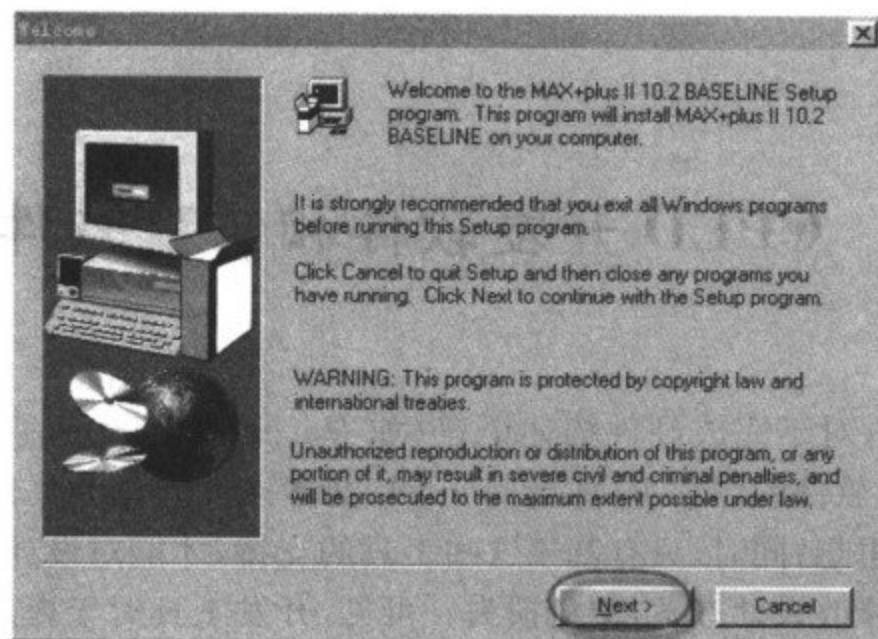 Welcome
Welcome to the MAX+plus II 10.2 BASELINE Setup
program. This program will install MAX+plus II 10.2
BASELINE on your computer.
It is strongly recommended that you exit all Windows programs
before running this Setup program.
Click Cancel to quit Setup and then close any programs you
have running. Click Next to continue with the Setup program.
WARNING: This program is protected by copyright law and
international treaties.
Unauthorized reproduction or distribution of this program, or any
portion of it, may result in severe civil and criminal penalties, and
will be prosecuted to the maximum extent possible under law.
Next >
Cancel